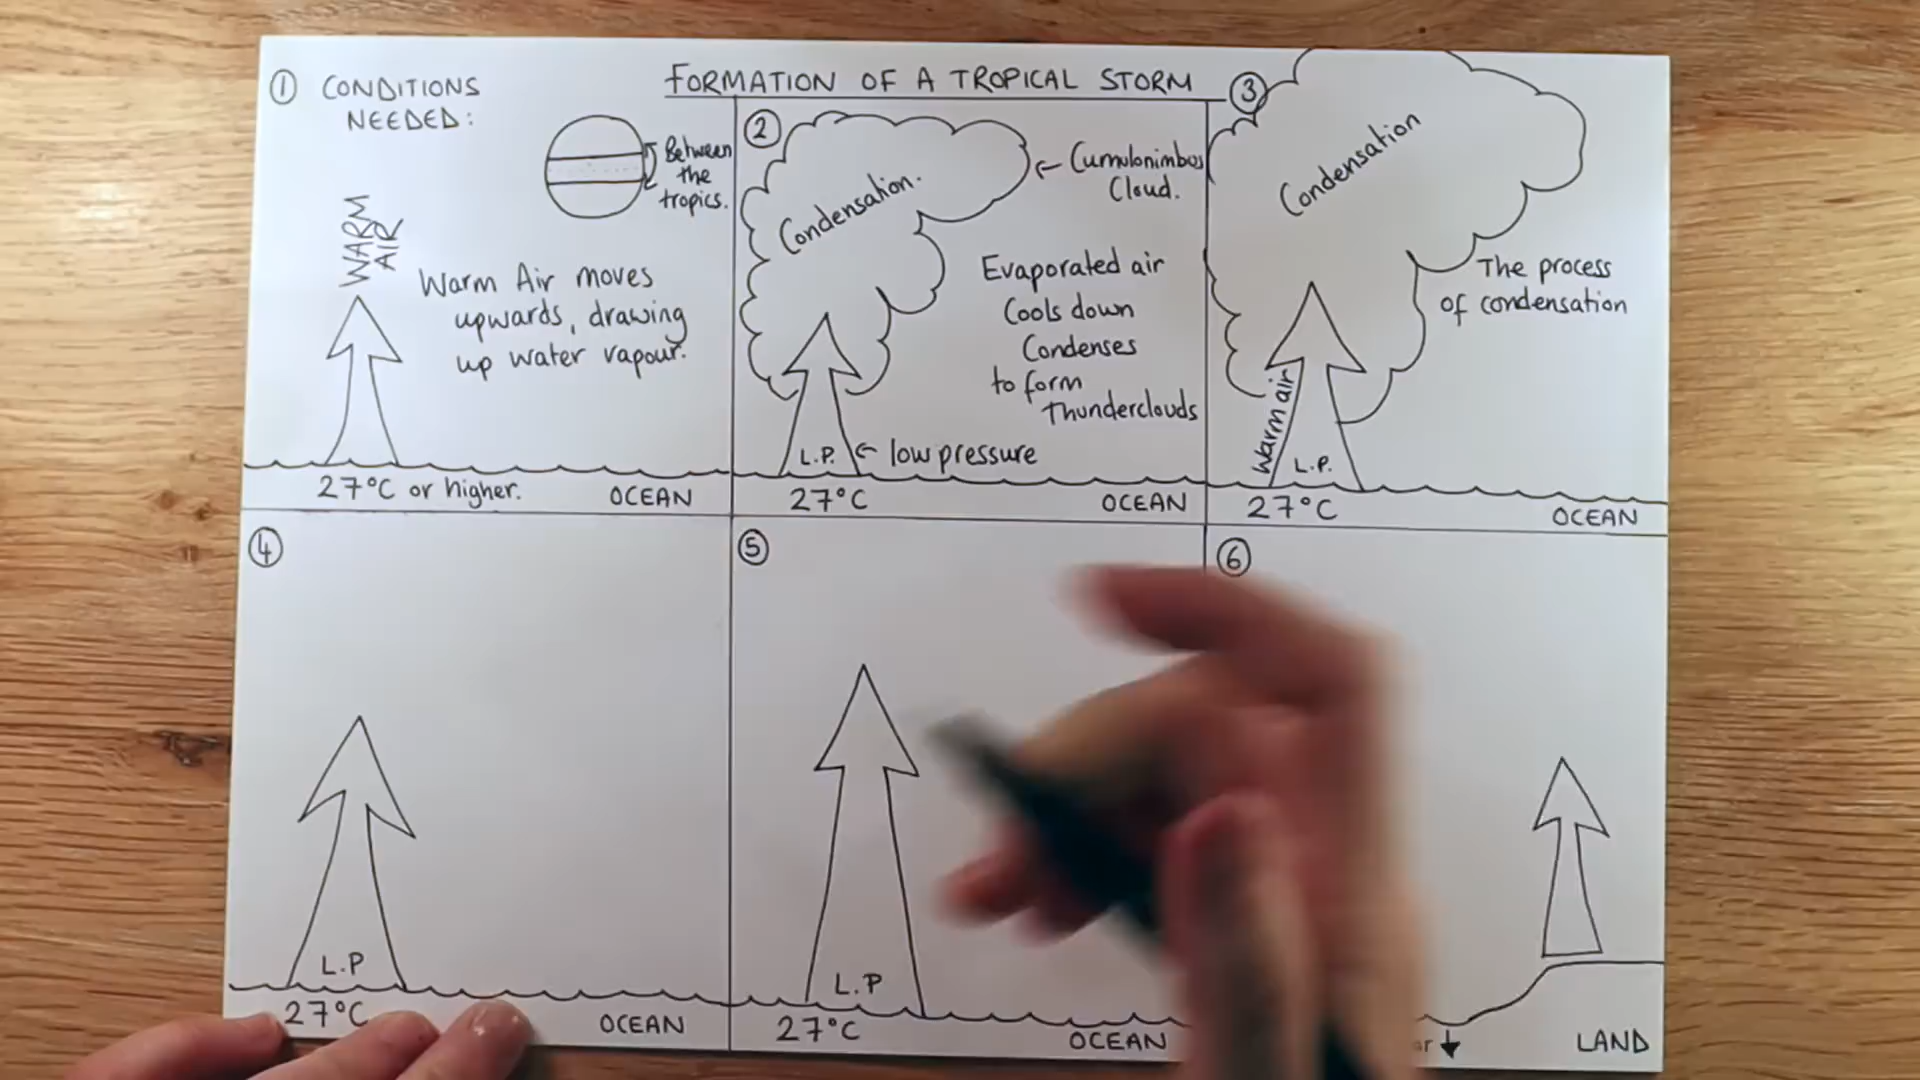 FORMATION OF A TROPICAL STORM
① CONDITIONS
NEEDED:
Between
the
tropics.
WARM
AIR
Warm Air moves
upwards, drawing
up water vapour.
27°C or higher.
OCEAN
②
Condensation.
← Cumulonimbus
Cloud.
Evaporated air
Cools down
Condenses
to form
Thunderclouds
L.P. ← low pressure
27°C
OCEAN
③
Condensation
The process
of condensation
Warm air
L.P.
27°C
OCEAN
④
L.P
27°C
OCEAN
⑤
L.P
27°C
OCEAN
⑥
LAND